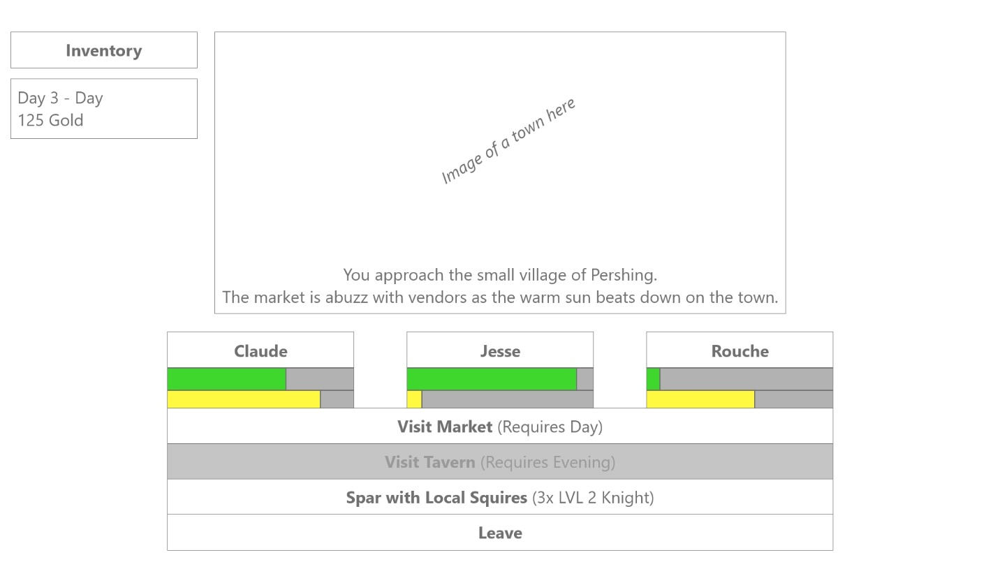 Inventory
Day 3 - Day
125 Gold
Image of a town here
You approach the small village of Pershing.
The market is abuzz with vendors as the warm sun beats down on the town.
Claude
Jesse
Rouche
Visit Market (Requires Day)
Visit Tavern (Requires Evening)
Spar with Local Squires (3x LVL 2 Knight)
Leave